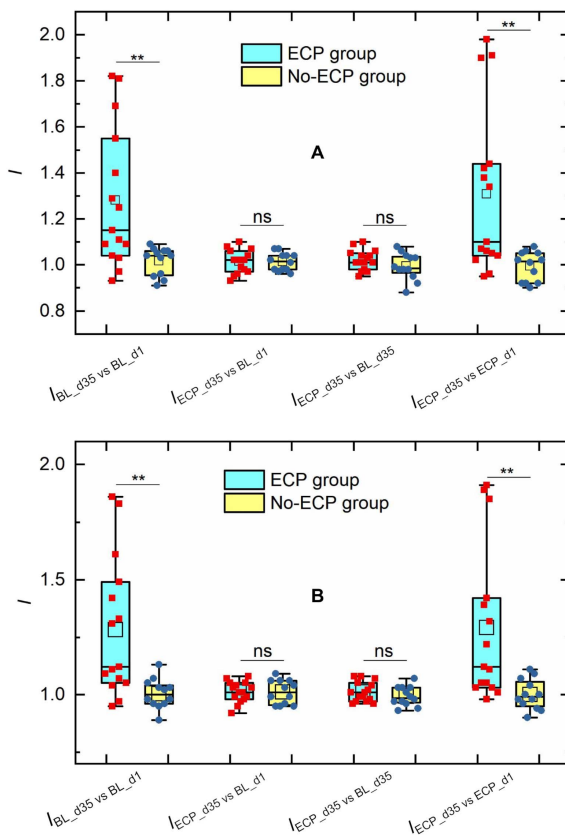 2.0
1.8
1.6
1.4
1.2
1.0
0.8
I
ECP group
No-ECP group
A
**
ns
ns
**
I_BL_d35 vs BL_d1
I_ECP_d35 vs BL_d1
I_ECP_d35 vs BL_d35
I_ECP_d35 vs ECP_d1
2.0
1.5
1.0
I
ECP group
No-ECP group
B
**
ns
ns
**
I_BL_d35 vs BL_d1
I_ECP_d35 vs BL_d1
I_ECP_d35 vs BL_d35
I_ECP_d35 vs ECP_d1